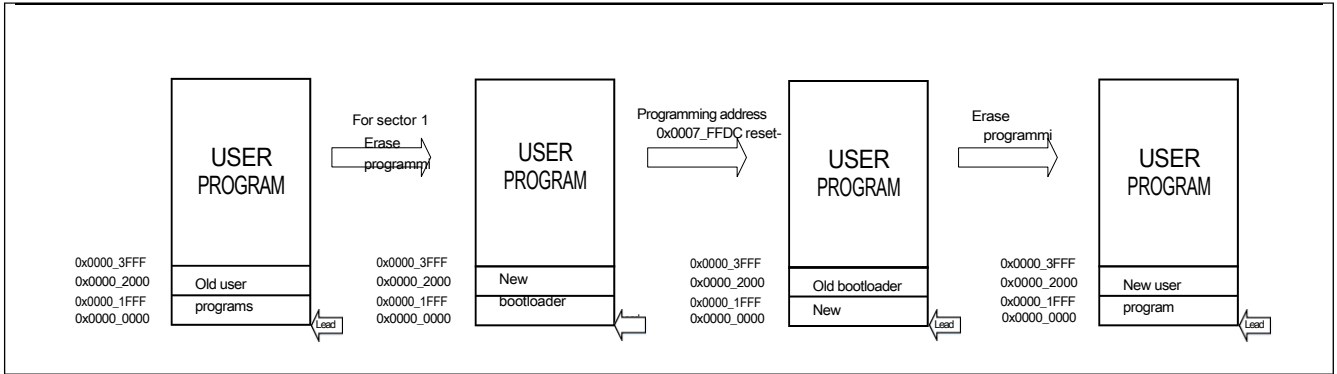 USER
PROGRAM
0x0000_3FFF
0x0000_2000
0x0000_1FFF
0x0000_0000
Old user
programs
Lead
For sector 1
Erase
programmi
USER
PROGRAM
0x0000_3FFF
0x0000_2000
0x0000_1FFF
0x0000_0000
New
bootloader
Programming address
0x0007_FFDC reset-
USER
PROGRAM
0x0000_3FFF
0x0000_2000
0x0000_1FFF
0x0000_0000
Old bootloader
New
Lead
Erase
programmi
USER
PROGRAM
0x0000_3FFF
0x0000_2000
0x0000_1FFF
0x0000_0000
New user
program
Lead